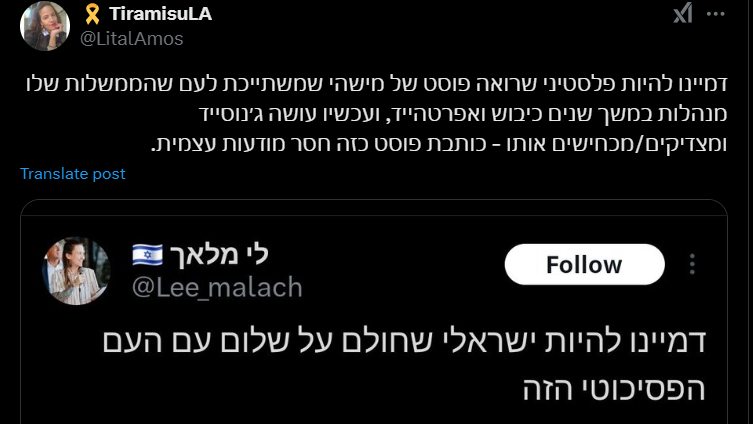 TiramisuLA
@LitalAmos
דמיינו להיות פלסטיני שרואה פוסט של מישהי שמשתייכת לעם שהממשלות שלו
מנהלות במשך שנים כיבוש ואפרטהייד, ועכשיו עושה ג׳נוסייד
ומצדיקים/מכחישים אותו - כותבת פוסט כזה חסר מודעות עצמית.
Translate post
לי מלאך
@Lee_malach
Follow
דמיינו להיות ישראלי שחולם על שלום עם העם
הפסיכוטי הזה